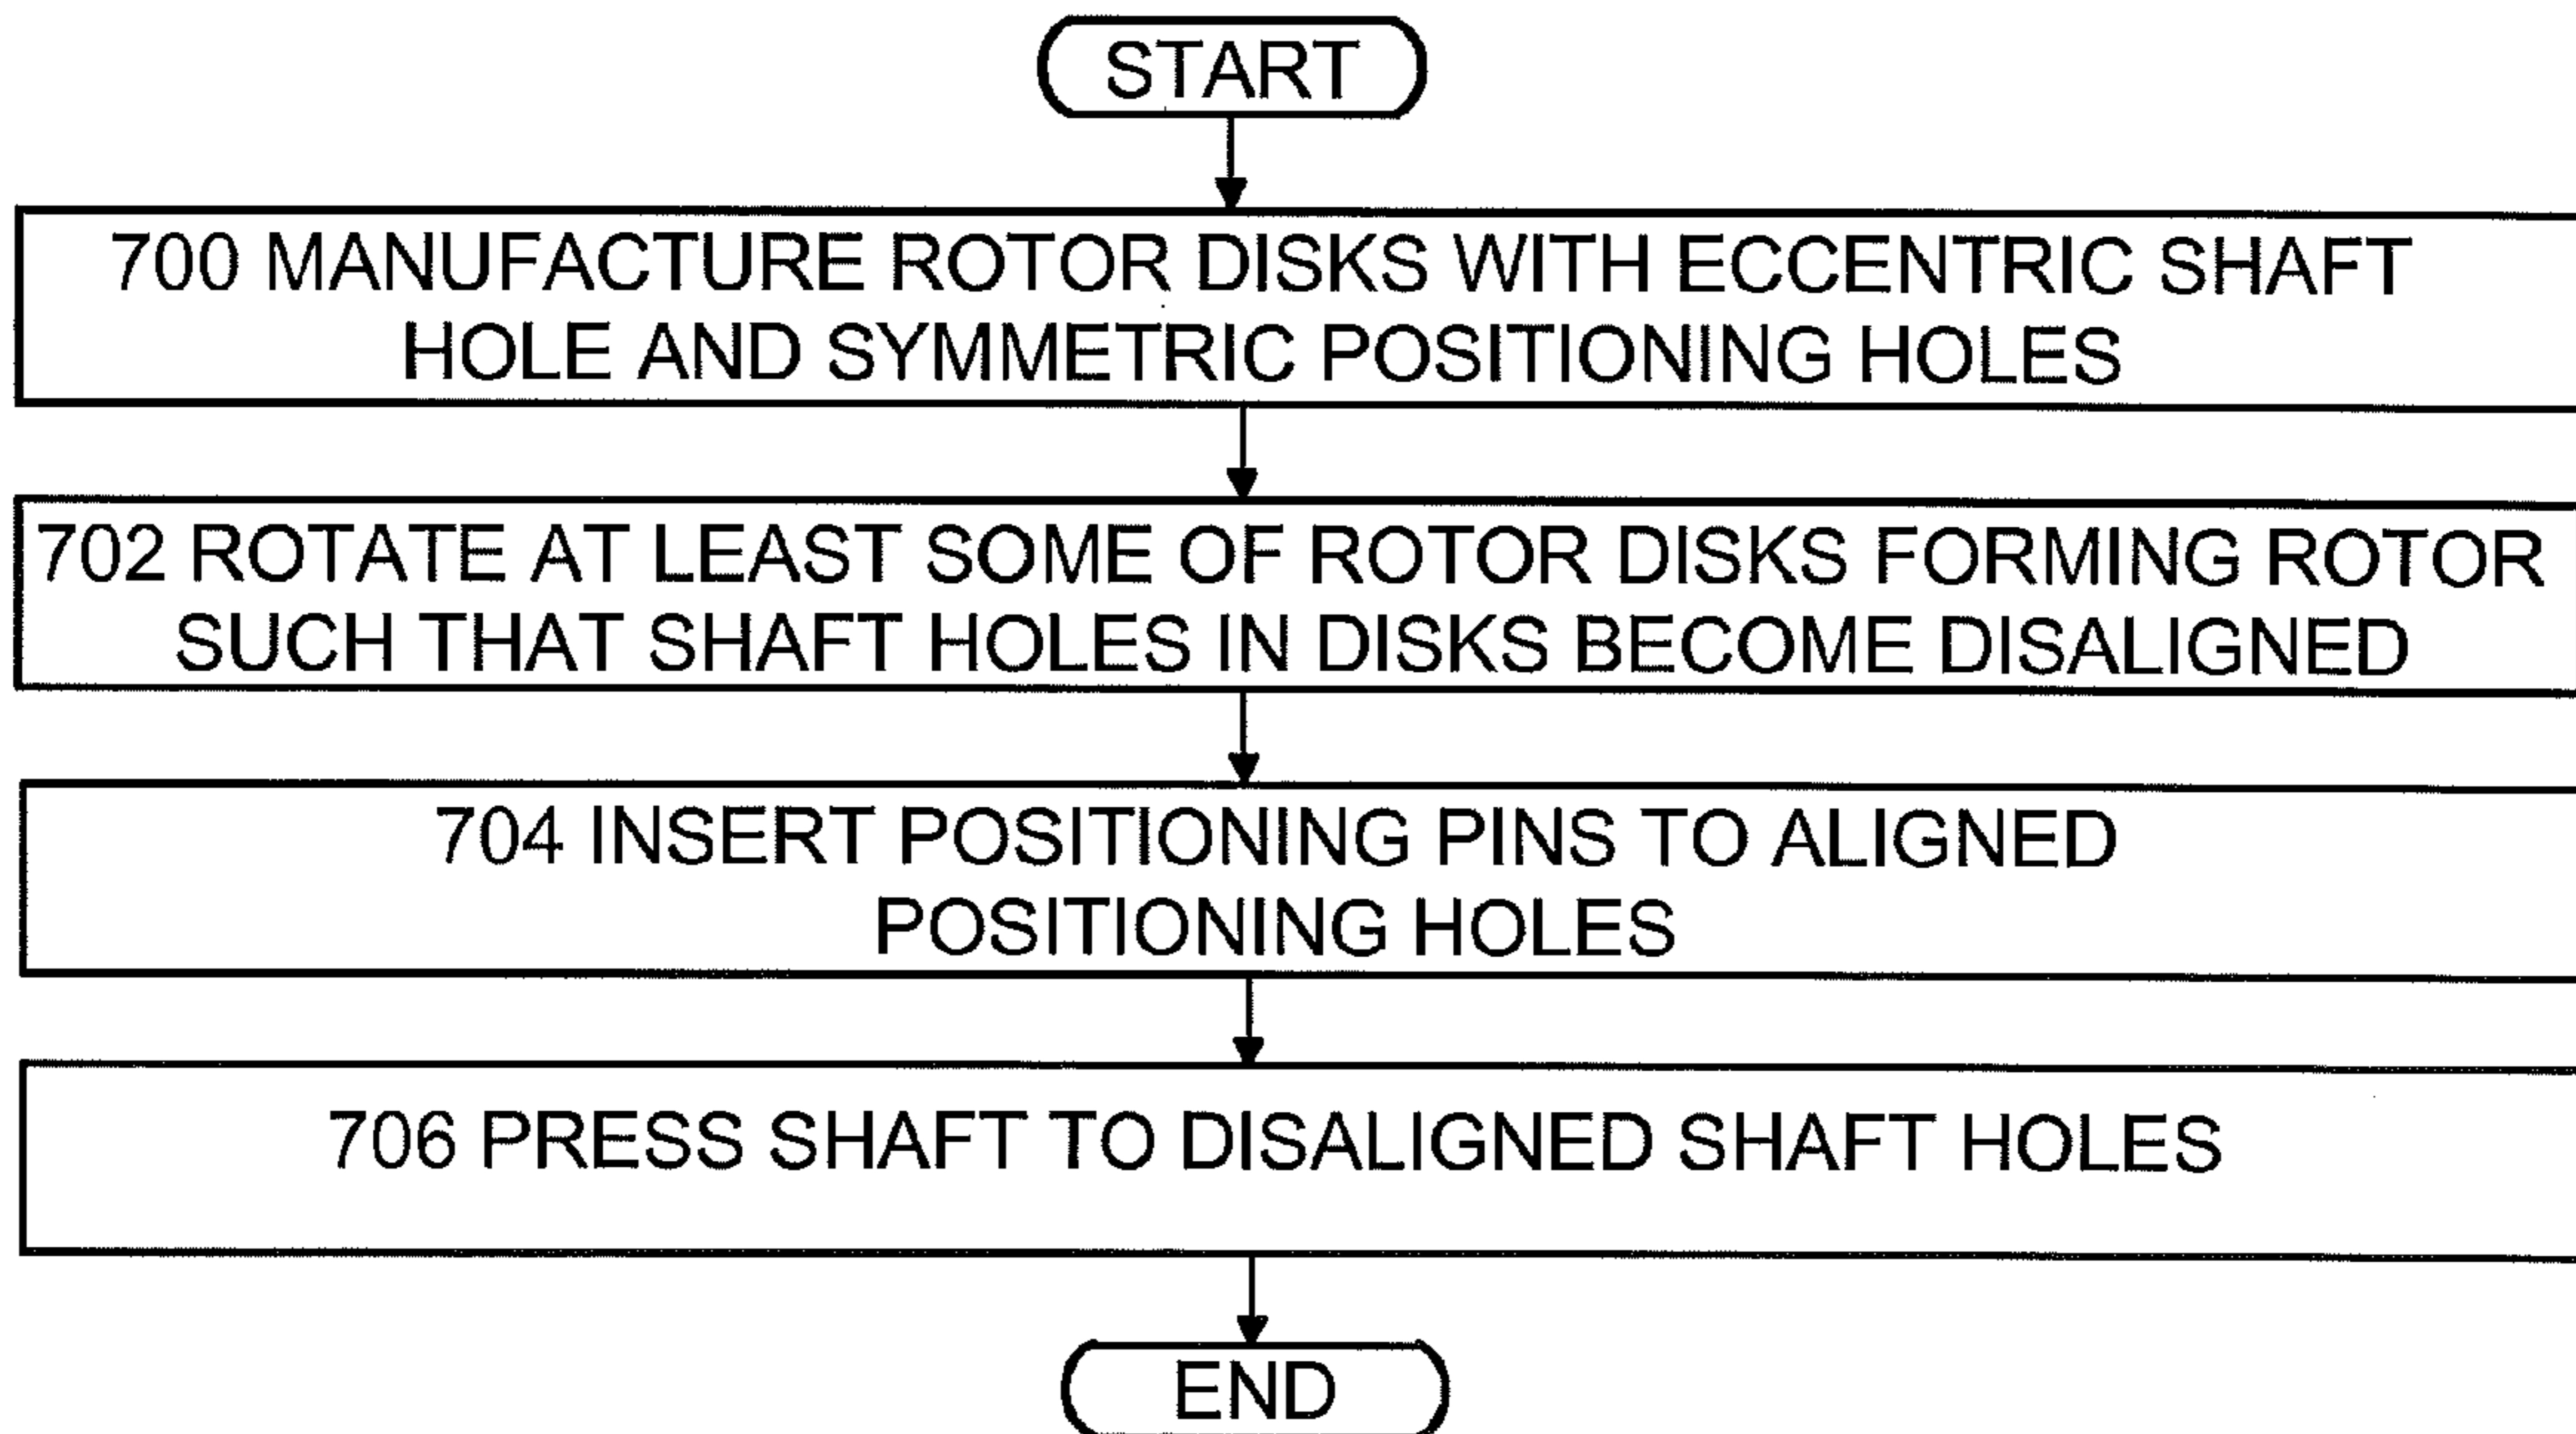 START
700 MANUFACTURE ROTOR DISKS WITH ECCENTRIC SHAFT
HOLE AND SYMMETRIC POSITIONING HOLES
702 ROTATE AT LEAST SOME OF ROTOR DISKS FORMING ROTOR
SUCH THAT SHAFT HOLES IN DISKS BECOME DISALIGNED
704 INSERT POSITIONING PINS TO ALIGNED
POSITIONING HOLES
706 PRESS SHAFT TO DISALIGNED SHAFT HOLES
END